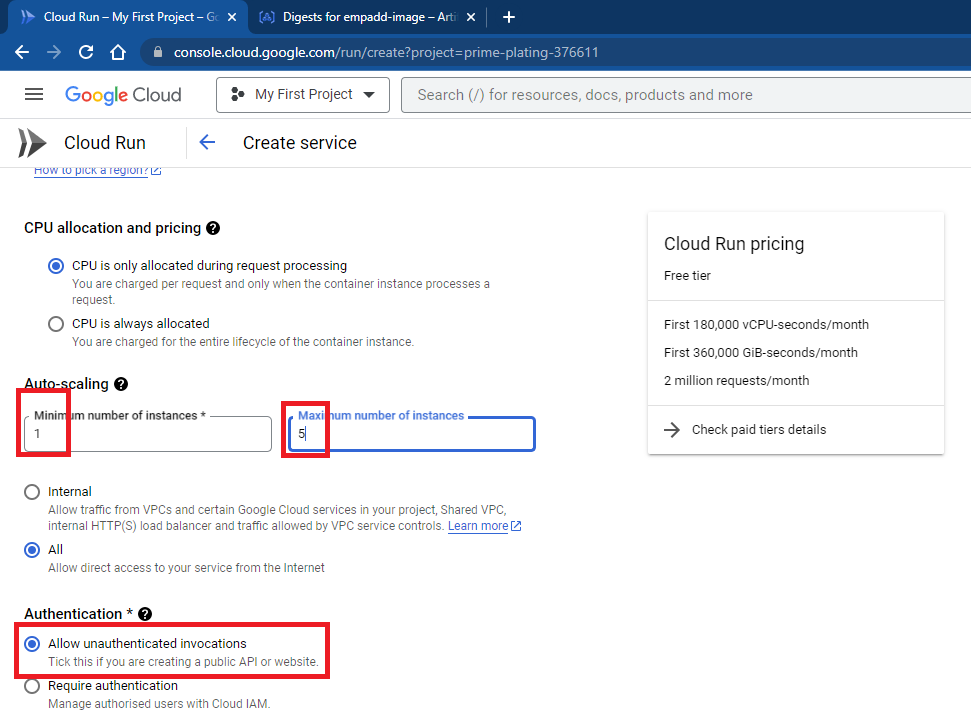 Cloud Run – My First Project – Go
Digests for empadd-image – Arti
console.cloud.google.com/run/create?project=prime-plating-376611
Google Cloud
My First Project
Search (/) for resources, docs, products and more
Cloud Run
Create service
How to pick a region?
CPU allocation and pricing
CPU is only allocated during request processing
You are charged per request and only when the container instance processes a
request.
CPU is always allocated
You are charged for the entire lifecycle of the container instance.
Auto-scaling
Minimum number of instances *
1
Maximum number of instances
5
Internal
Allow traffic from VPCs and certain Google Cloud services in your project, Shared VPC,
internal HTTP(S) load balancer and traffic allowed by VPC service controls. Learn more
All
Allow direct access to your service from the Internet
Authentication *
Allow unauthenticated invocations
Tick this if you are creating a public API or website.
Require authentication
Manage authorised users with Cloud IAM.
Cloud Run pricing
Free tier
First 180,000 vCPU-seconds/month
First 360,000 GiB-seconds/month
2 million requests/month
Check paid tiers details